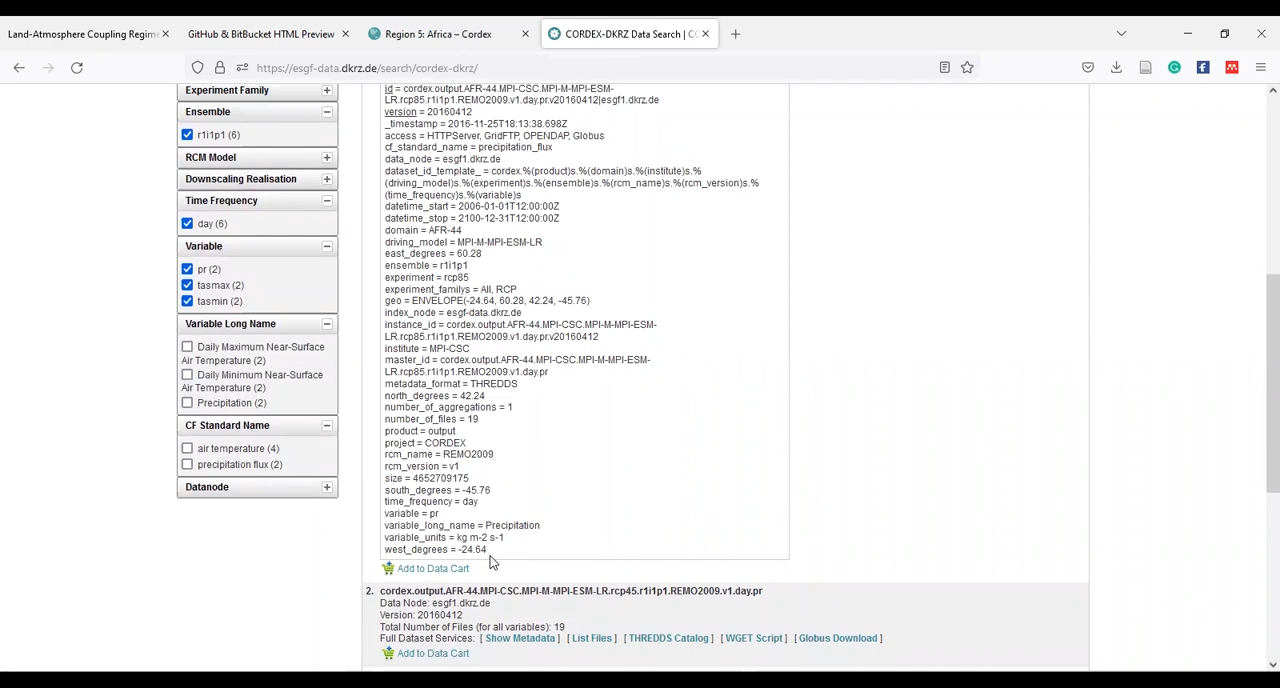 Land-Atmosphere Coupling Regime
GitHub & BitBucket HTML Preview
Region 5: Africa – Cordex
CORDEX-DKRZ Data Search | CO
https://esgf-data.dkrz.de/search/cordex-dkrz/
Experiment Family
Ensemble
r1i1p1 (6)
RCM Model
Downscaling Realisation
Time Frequency
day (6)
Variable
pr (2)
tasmax (2)
tasmin (2)
Variable Long Name
Daily Maximum Near-Surface
Air Temperature (2)
Daily Minimum Near-Surface
Air Temperature (2)
Precipitation (2)
CF Standard Name
air temperature (4)
precipitation flux (2)
Datanode
id = cordex.output.AFR-44.MPI-CSC.MPI-M-MPI-ESM-
LR.rcp85.r1i1p1.REMO2009.v1.day.pr.v20160412|esgf1.dkrz.de
version = 20160412
_timestamp = 2016-11-25T18:13:38.698Z
access = HTTPServer, GridFTP, OPENDAP, Globus
cf_standard_name = precipitation_flux
data_node = esgf1.dkrz.de
dataset_id_template_ = cordex.%(product)s.%(domain)s.%(institute)s.%
(driving_model)s.%(experiment)s.%(ensemble)s.%(rcm_name)s.%(rcm_version)s.%
(time_frequency)s.%(variable)s
datetime_start = 2006-01-01T12:00:00Z
datetime_stop = 2100-12-31T12:00:00Z
domain = AFR-44
driving_model = MPI-M-MPI-ESM-LR
east_degrees = 60.28
ensemble = r1i1p1
experiment = rcp85
experiment_familys = All, RCP
geo = ENVELOPE(-24.64, 60.28, 42.24, -45.76)
index_node = esgf-data.dkrz.de
instance_id = cordex.output.AFR-44.MPI-CSC.MPI-M-MPI-ESM-
LR.rcp85.r1i1p1.REMO2009.v1.day.pr.v20160412
institute = MPI-CSC
master_id = cordex.output.AFR-44.MPI-CSC.MPI-M-MPI-ESM-
LR.rcp85.r1i1p1.REMO2009.v1.day.pr
metadata_format = THREDDS
north_degrees = 42.24
number_of_aggregations = 1
number_of_files = 19
product = output
project = CORDEX
rcm_name = REMO2009
rcm_version = v1
size = 4652709175
south_degrees = -45.76
time_frequency = day
variable = pr
variable_long_name = Precipitation
variable_units = kg m-2 s-1
west_degrees = -24.64
Add to Data Cart
2. cordex.output.AFR-44.MPI-CSC.MPI-M-MPI-ESM-LR.rcp45.r1i1p1.REMO2009.v1.day.pr
Data Node: esgf1.dkrz.de
Version: 20160412
Total Number of Files (for all variables): 19
Full Dataset Services: [ Show Metadata ] [ List Files ] [ THREDDS Catalog ] [ WGET Script ] [ Globus Download ]
Add to Data Cart